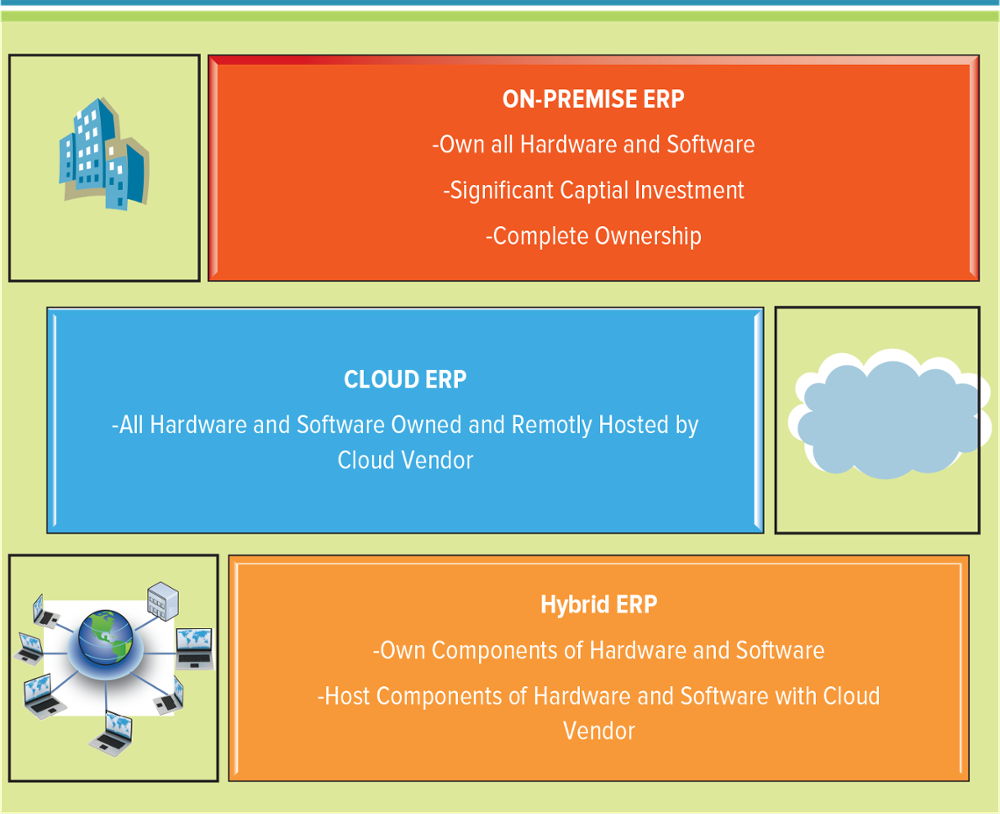 ON-PREMISE ERP
-Own all Hardware and Software
-Significant Captial Investment
-Complete Ownership
CLOUD ERP
-All Hardware and Software Owned and Remotly Hosted by
Cloud Vendor
Hybrid ERP
-Own Components of Hardware and Software
-Host Components of Hardware and Software with Cloud
Vendor